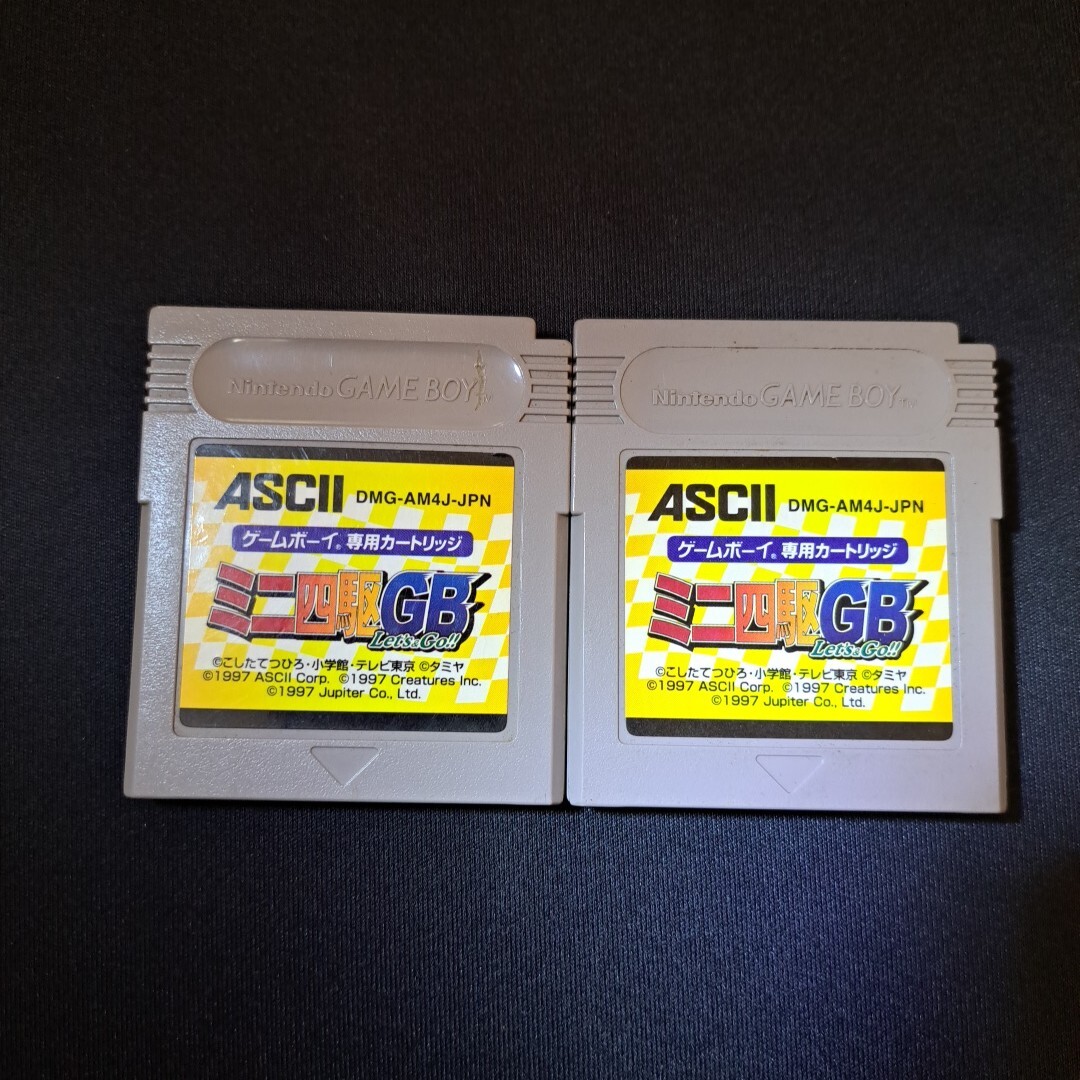 Nintendo GAME BOY TM
ASCII DMG-AM4J-JPN
ゲームボーイ® 専用カートリッジ
ミニ四駆GB
Let's&Go!!
©こしたてつひろ・小学館・テレビ東京 ©タミヤ
©1997 ASCII Corp. ©1997 Creatures Inc.
©1997 Jupiter Co., Ltd.
Nintendo GAME BOY TM
ASCII DMG-AM4J-JPN
ゲームボーイ® 専用カートリッジ
ミニ四駆GB
Let's&Go!!
©こしたてつひろ・小学館・テレビ東京 ©タミヤ
©1997 ASCII Corp. ©1997 Creatures Inc.
©1997 Jupiter Co., Ltd.